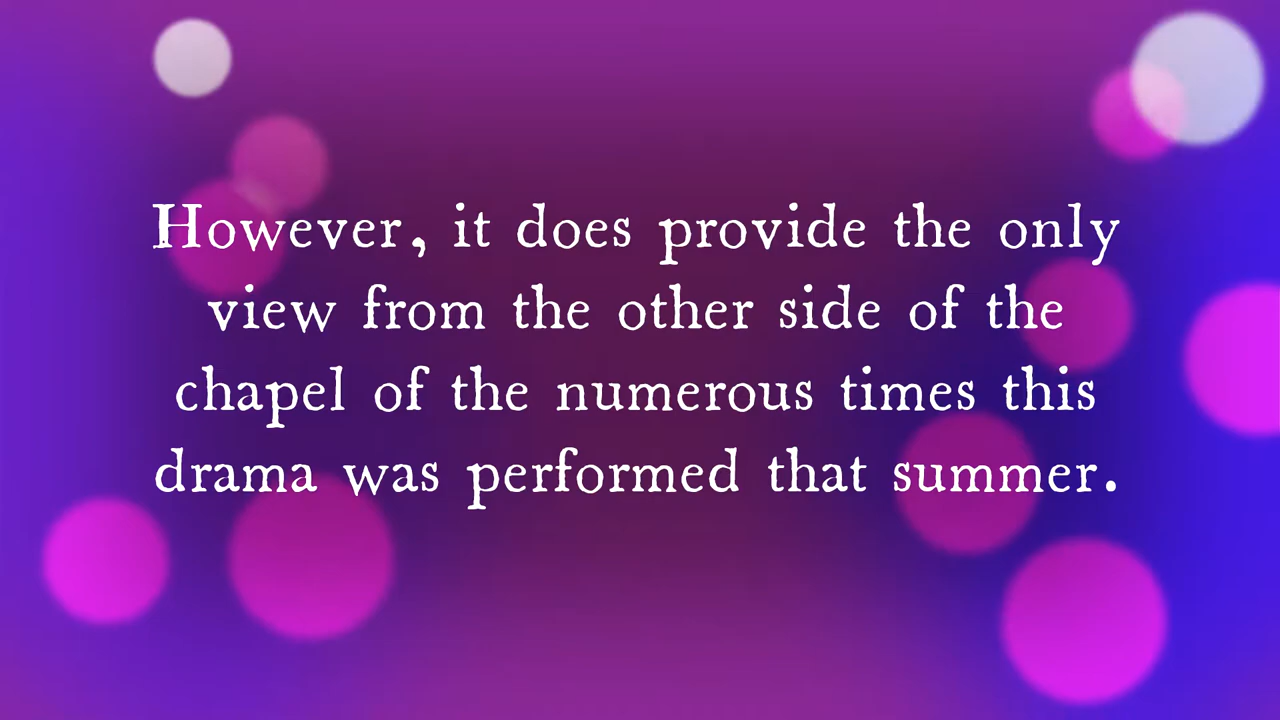 However, it does provide the only
view from the other side of the
chapel of the numerous times this
drama was performed that summer.